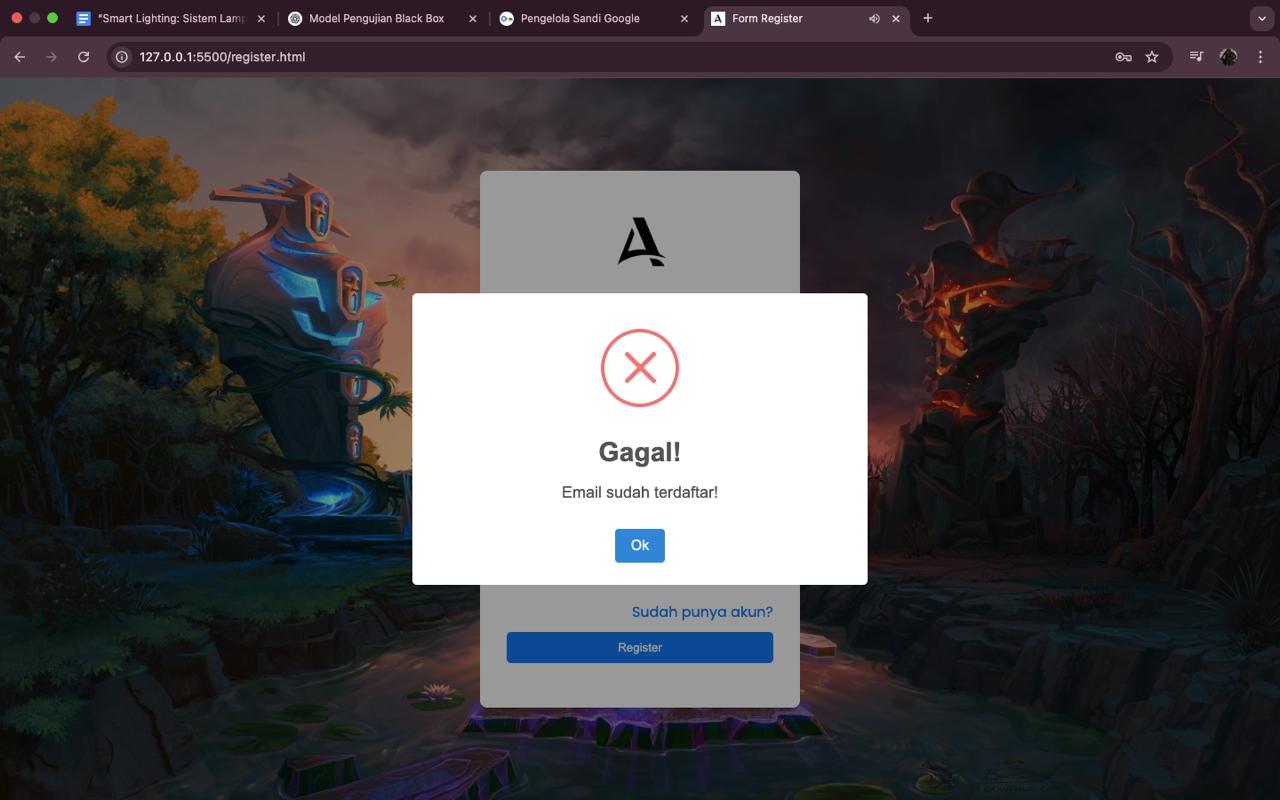 "Smart Lighting: Sistem Lamp
Model Pengujian Black Box
Pengelola Sandi Google
Form Register
127.0.0.1:5500/register.html
Gagal!
Email sudah terdaftar!
Ok
Sudah punya akun?
Register